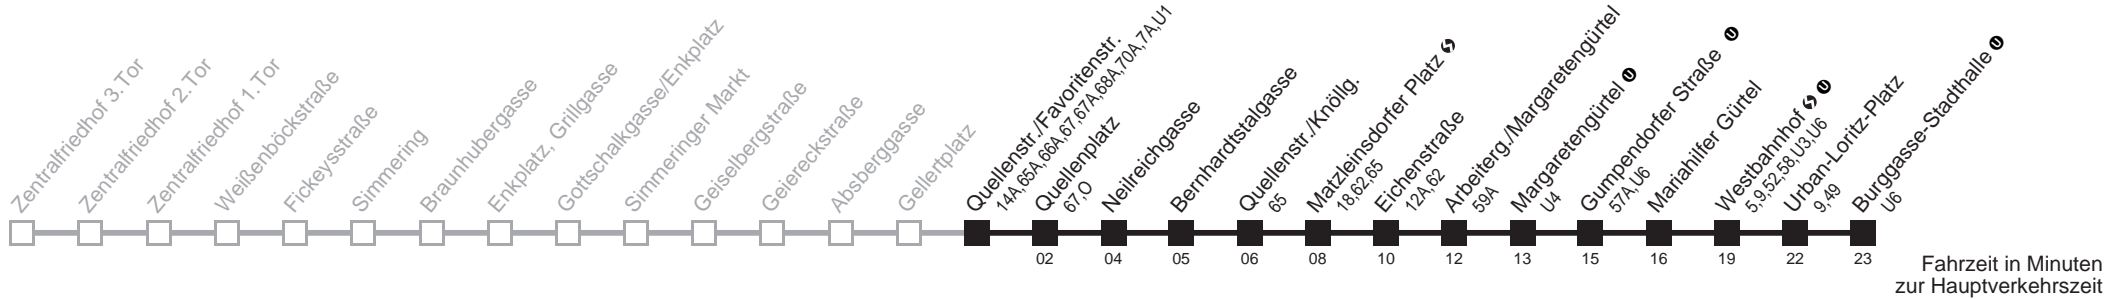 Zentralfriedhof 3.Tor
Zentralfriedhof 2.Tor
Zentralfriedhof 1.Tor
Weißenböckstraße
Fickeysstraße
Simmering
Braunhubergasse
Enkplatz, Grillgasse
Gottschalkgasse/Enkplatz
Simmeringer Markt
Geiselbergstraße
Geiereckstraße
Absberggasse
Gellertplatz
Quellenstr./Favoritenstr.
14A,65A,66A,67,67A,68A,70A,7A,U1
Quellenplatz
67,O
Neilreichgasse
Bernhardtstalgasse
Quellenstr./Knöllg.
65
Matzleinsdorfer Platz
18,62,65
Eichenstraße
12A,62
Arbeiterg./Margaretengürtel
59A
Margaretengürtel U
U4
Gumpendorfer Straße U
57A,U6
Mariahilfer Gürtel
Westbahnhof U
5,9,52,58,U3,U6
Urban-Loritz-Platz
9,49
Burggasse-Stadthalle U
U6
02 04 05 06 08 10 12 13 15 16 19 22 23
Fahrzeit in Minuten
zur Hauptverkehrszeit